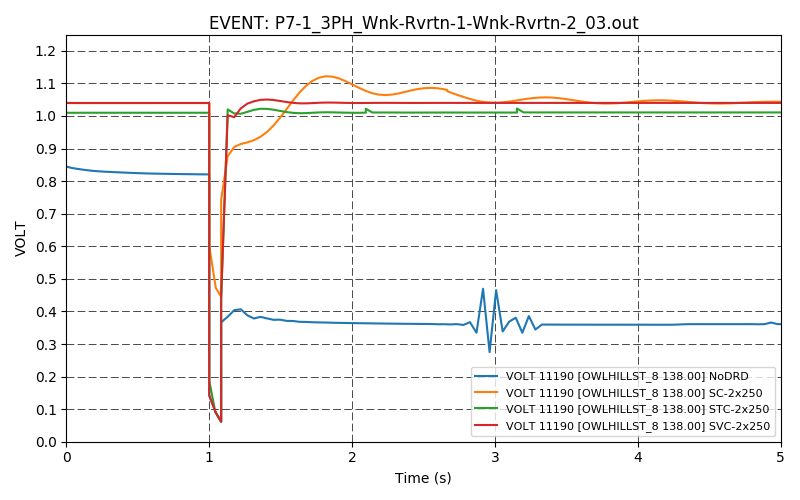 EVENT: P7-1_3PH_Wnk-Rvrtn-1-Wnk-Rvrtn-2_03.out
1.2
1.1
1.0
0.9
0.8
0.7
0.6
0.5
0.4
0.3
0.2
0.1
0.0
VOLT
VOLT 11190 [OWLHILLST_8 138.00] NoDRD
VOLT 11190 [OWLHILLST_8 138.00] SC-2x250
VOLT 11190 [OWLHILLST_8 138.00] STC-2x250
VOLT 11190 [OWLHILLST_8 138.00] SVC-2x250
0 1 2 3 4 5
Time (s)